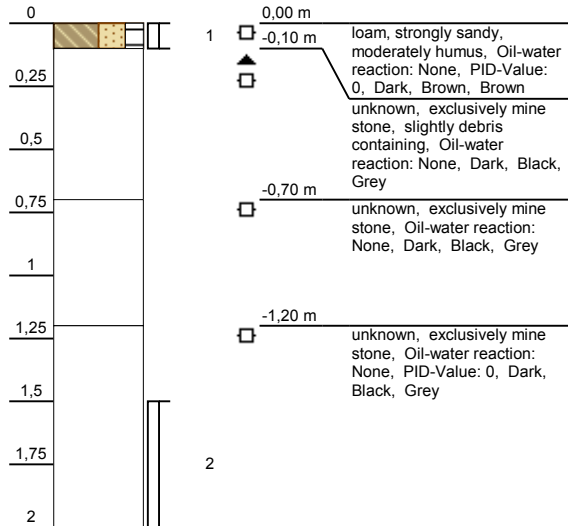 0
0,25
0,5
0,75
1
1,25
1,5
1,75
2
1
2
0,00 m
loam, strongly sandy,
moderately humus, Oil-water
reaction: None, PID-Value:
0, Dark, Brown, Brown
-0,10 m
unknown, exclusively mine
stone, slightly debris
containing, Oil-water
reaction: None, Dark, Black,
Grey
-0,70 m
unknown, exclusively mine
stone, Oil-water reaction:
None, Dark, Black, Grey
-1,20 m
unknown, exclusively mine
stone, Oil-water reaction:
None, PID-Value: 0, Dark,
Black, Grey